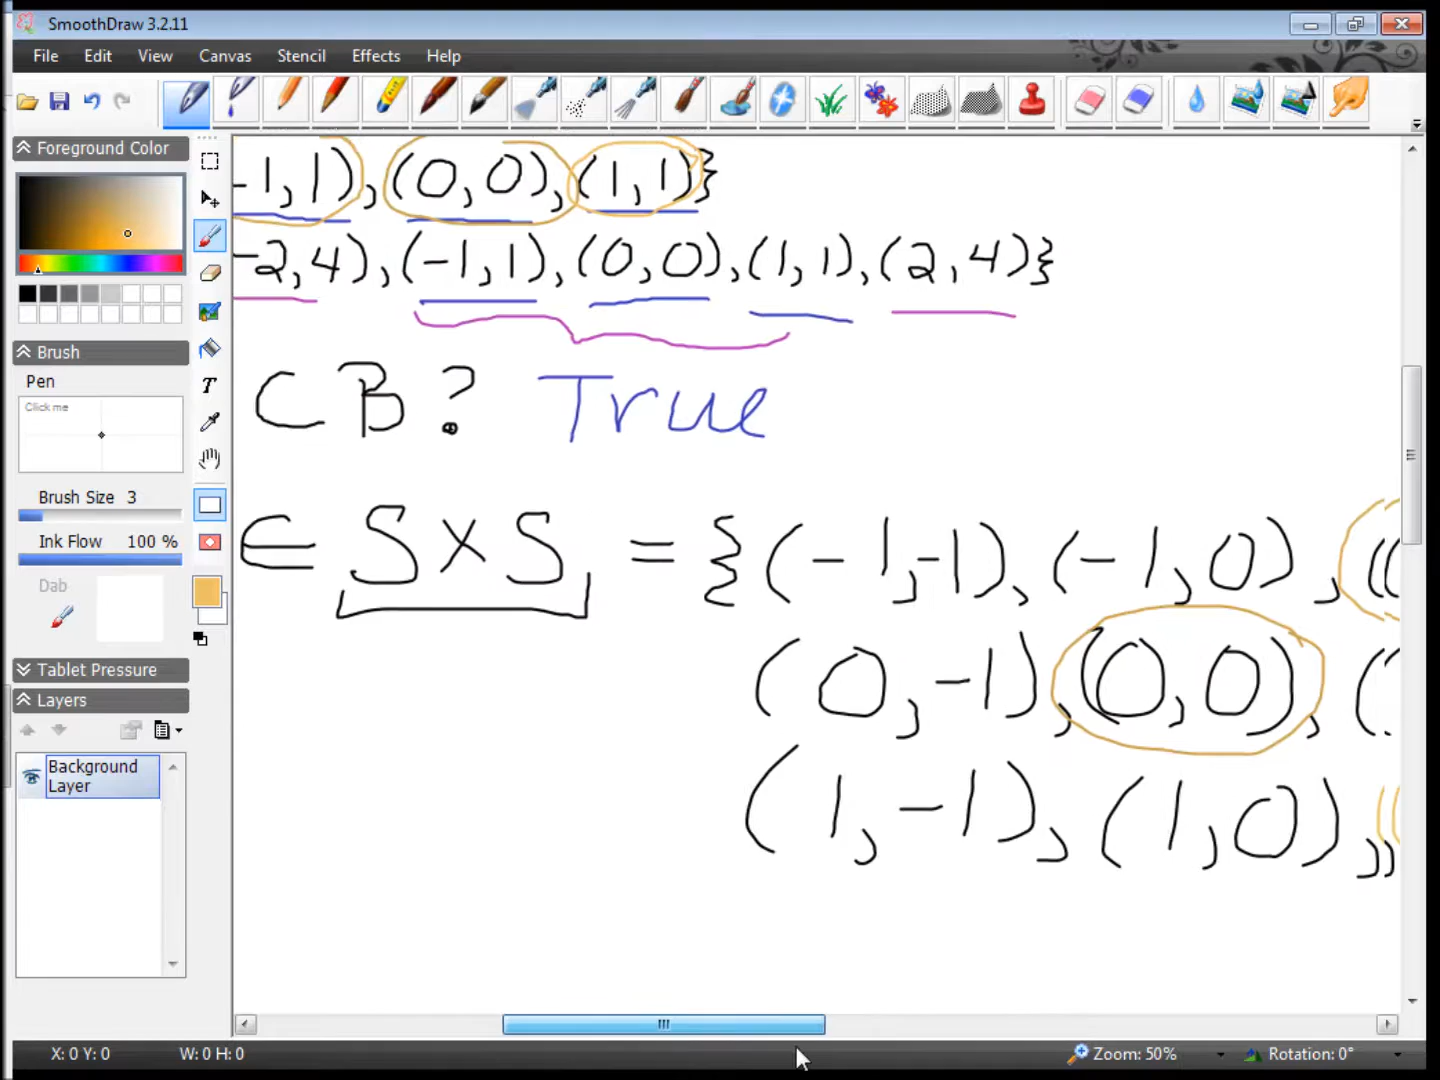 SmoothDraw 3.2.11
File Edit View Canvas Stencil Effects Help
Foreground Color
Brush
Pen
Click me
Brush Size 3
Ink Flow 100 %
Dab
Tablet Pressure
Layers
Background
Layer
-1,1),(0,0),(1,1)}
-2,4),(-1,1),(0,0),(1,1),(2,4)}
⊂ B? True
∈ S×S = {(-1,-1),(-1,0),(
(0,-1),(0,0),(
(1,-1),(1,0),
X: 0 Y: 0 W: 0 H: 0 Zoom: 50% Rotation: 0°